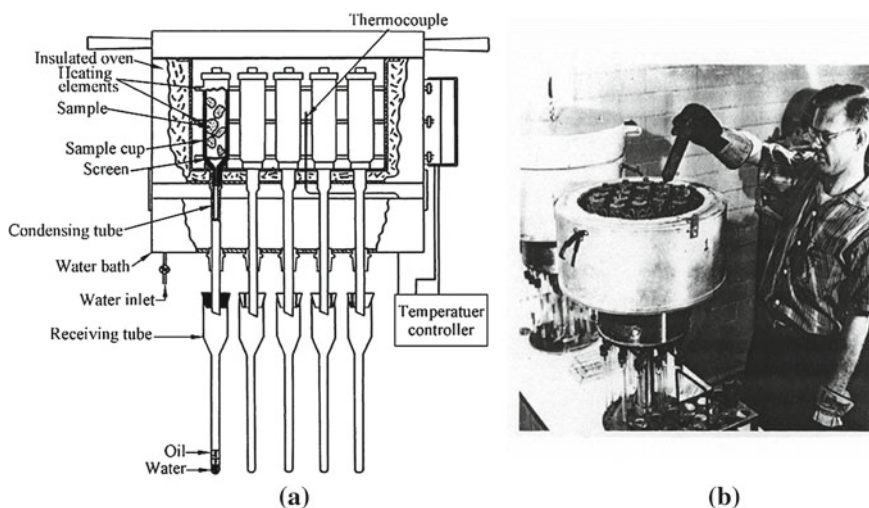 Thermocouple
Insulated oven
Heating
elements
Sample
Sample cup
Screen
Condensing tube
Water bath
Water inlet
Temperatuer
controller
Receiving tube
Oil
Water
(a)
(b)